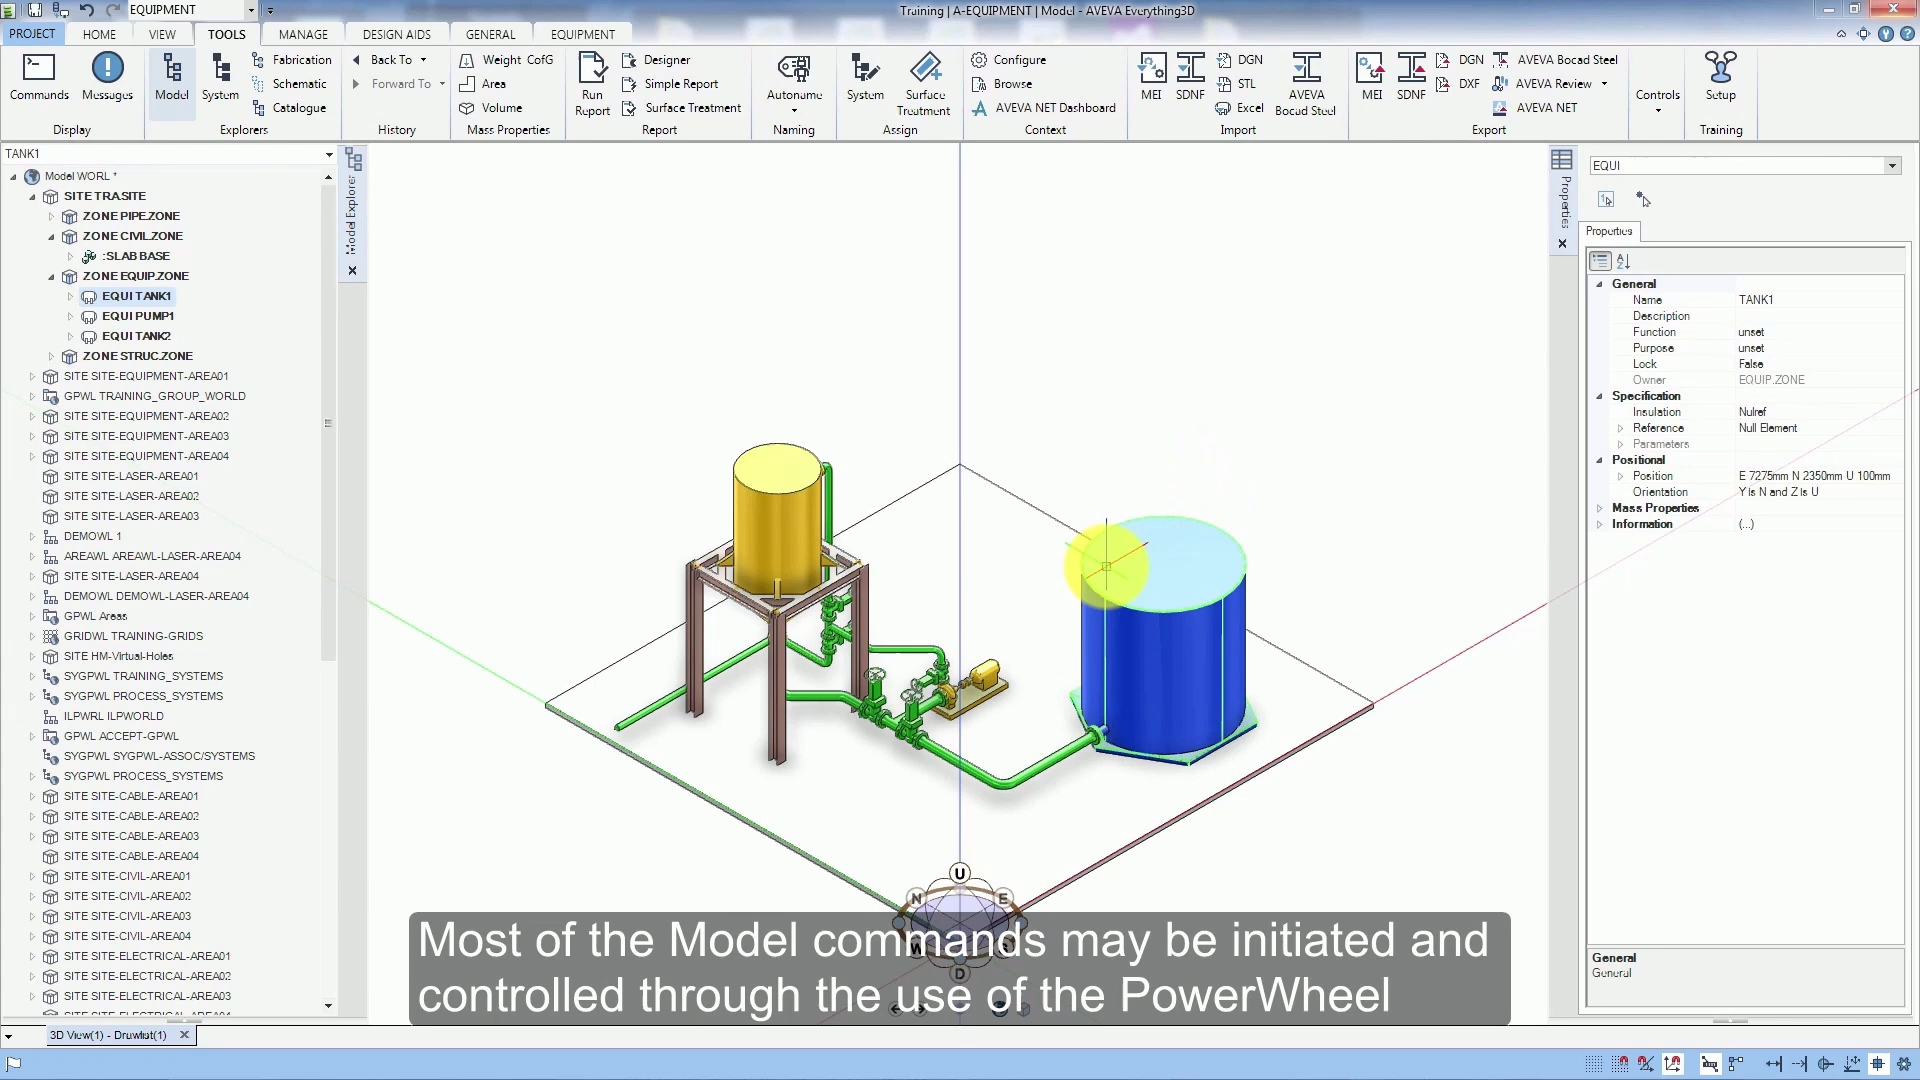 EQUIPMENT
Training | A-EQUIPMENT | Model - AVEVA Everything3D
PROJECT HOME VIEW TOOLS MANAGE DESIGN AIDS GENERAL EQUIPMENT
Commands
Messages
Display
Model
System
Fabrication
Schematic
Catalogue
Explorers
Back To
Forward To
History
Weight CofG
Area
Volume
Mass Properties
Run
Report
Designer
Simple Report
Surface Treatment
Report
Autoname
Naming
System
Surface
Treatment
Assign
Configure
Browse
AVEVA NET Dashboard
Context
MEI
SDNF
DGN
STL
Excel
AVEVA
Bocad Steel
Import
MEI
SDNF
DGN
DXF
AVEVA Bocad Steel
AVEVA Review
AVEVA NET
Export
Controls
Setup
Training
TANK1
Model WORL *
SITE TRA.SITE
ZONE PIPE.ZONE
ZONE CIVIL.ZONE
:SLAB BASE
ZONE EQUIP.ZONE
EQUI TANK1
EQUI PUMP1
EQUI TANK2
ZONE STRUC.ZONE
SITE SITE-EQUIPMENT-AREA01
GPWL TRAINING_GROUP_WORLD
SITE SITE-EQUIPMENT-AREA02
SITE SITE-EQUIPMENT-AREA03
SITE SITE-EQUIPMENT-AREA04
SITE SITE-LASER-AREA01
SITE SITE-LASER-AREA02
SITE SITE-LASER-AREA03
DEMOWL 1
AREAWL AREAWL-LASER-AREA04
SITE SITE-LASER-AREA04
DEMOWL DEMOWL-LASER-AREA04
GPWL Areas
GRIDWL TRAINING-GRIDS
SITE HM-Virtual-Holes
SYGPWL TRAINING_SYSTEMS
SYGPWL PROCESS_SYSTEMS
ILPWRL ILPWORLD
GPWL ACCEPT-GPWL
SYGPWL SYGPWL-ASSOC/SYSTEMS
SYGPWL PROCESS_SYSTEMS
SITE SITE-CABLE-AREA01
SITE SITE-CABLE-AREA02
SITE SITE-CABLE-AREA03
SITE SITE-CABLE-AREA04
SITE SITE-CIVIL-AREA01
SITE SITE-CIVIL-AREA02
SITE SITE-CIVIL-AREA03
SITE SITE-CIVIL-AREA04
SITE SITE-ELECTRICAL-AREA01
SITE SITE-ELECTRICAL-AREA02
SITE SITE-ELECTRICAL-AREA03
Model Explorer
U
N E
W S
D
Most of the Model commands may be initiated and
controlled through the use of the PowerWheel
Properties
EQUI
Properties
General
Name TANK1
Description
Function unset
Purpose unset
Lock False
Owner EQUIP.ZONE
Specification
Insulation Nulref
Reference Null Element
Parameters
Positional
Position E 7275mm N 2350mm U 100mm
Orientation Y is N and Z is U
Mass Properties
Information (...)
General
General
3D View(1) - Drawlist(1)